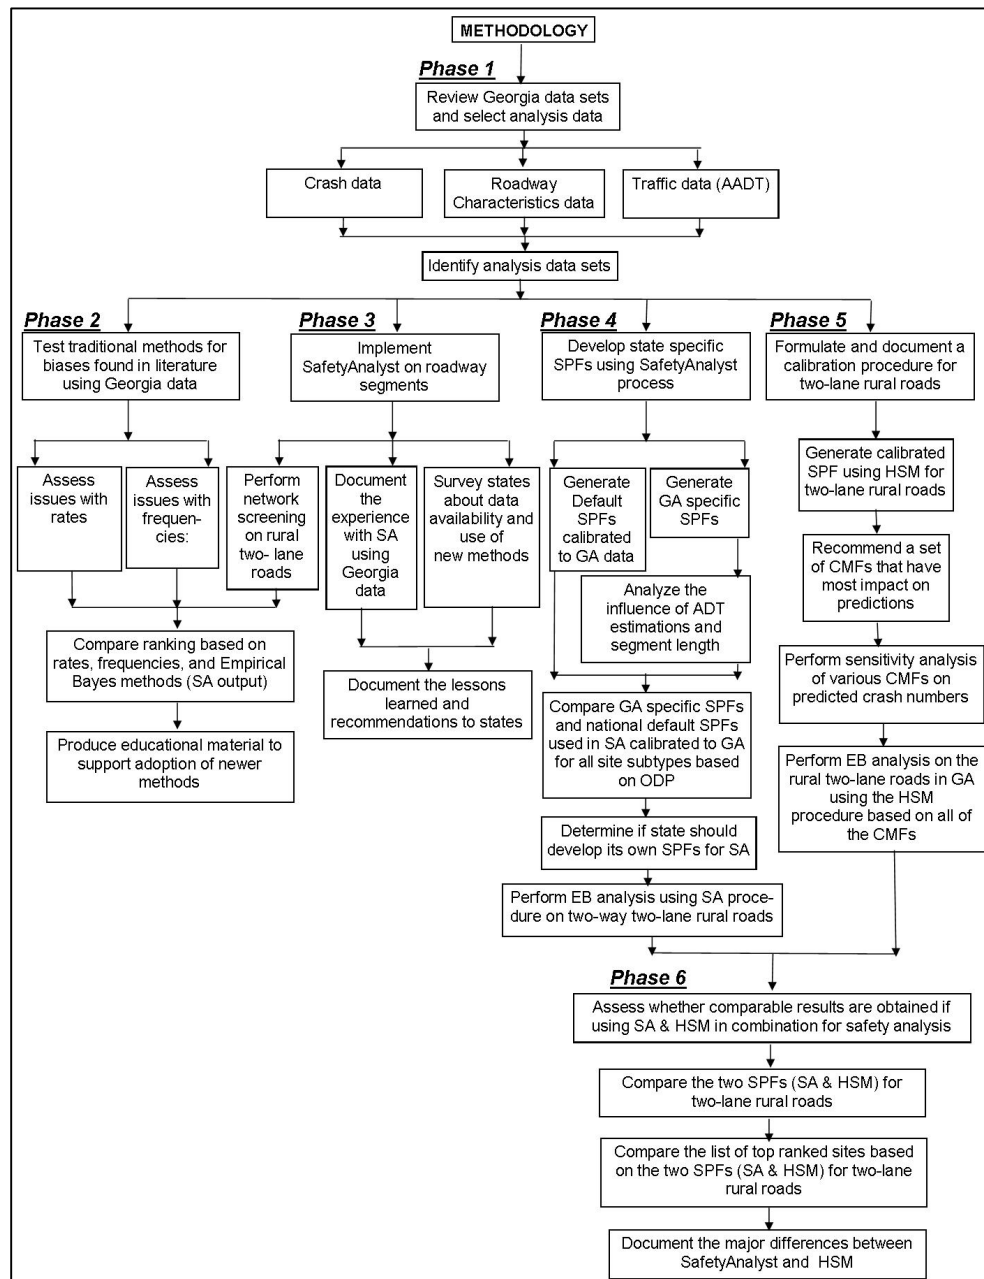 METHODOLOGY
Phase 1
Review Georgia data sets
and select analysis data
Crash data
Roadway
Characteristics data
Traffic data (AADT)
Identify analysis data sets
Phase 2
Test traditional methods for
biases found in literature
using Georgia data
Assess
issues with
rates
Assess
issues with
frequen-
cies:
Perform
network
screening
on rural
two- lane
roads
Compare ranking based on
rates, frequencies, and Empirical
Bayes methods (SA output)
Produce educational material to
support adoption of newer
methods
Phase 3
Implement
SafetyAnalyst on roadway
segments
Document
the
experience
with SA
using
Georgia
data
Survey states
about data
availability and
use of
new methods
Document the lessons
learned and
recommendations to
states
Phase 4
Develop state specific
SPFs using SafetyAnalyst
process
Generate
Default
SPFs
calibrated
to GA data
Generate
GA specific
SPFs
Analyze the
influence of ADT
estimations and
segment length
Compare GA specific SPFs
and national default SPFs
used in SA calibrated to GA
for all site subtypes based
on ODP
Determine if state should
develop its own SPFs for SA
Perform EB analysis using SA proce-
dure on two-way two-lane rural roads
Phase 5
Formulate and document a
calibration procedure for
two-lane rural roads
Generate calibrated
SPF using HSM for
two-lane rural roads
Recommend a set
of CMFs that have
most impact on
predictions
Perform sensitivity analysis
of various CMFs on
predicted crash numbers
Perform EB analysis on the
rural two-lane roads in GA
using the HSM
procedure based on all of
the CMFs
Phase 6
Assess whether comparable results are obtained if
using SA & HSM in combination for safety analysis
Compare the two SPFs (SA & HSM) for
two-lane rural roads
Compare the list of top ranked sites based
on the two SPFs (SA & HSM) for two-lane
rural roads
Document the major differences between
SafetyAnalyst and HSM